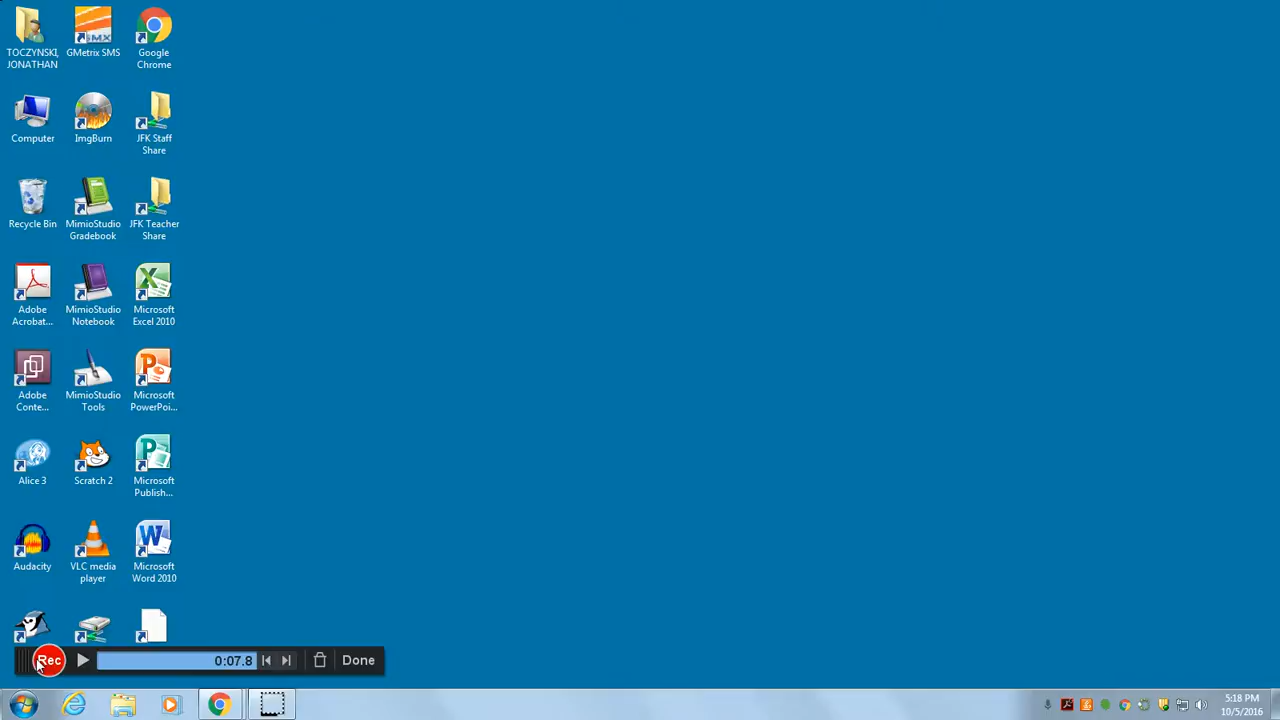 TOCZYNSKI,
JONATHAN
GMetrix SMS
Google
Chrome
Computer
ImgBurn
JFK Staff
Share
Recycle Bin
MimioStudio
Gradebook
JFK Teacher
Share
Adobe
Acrobat...
MimioStudio
Notebook
Microsoft
Excel 2010
Adobe
Conte...
MimioStudio
Tools
Microsoft
PowerPoi...
Alice 3
Scratch 2
Microsoft
Publish...
Audacity
VLC media
player
Microsoft
Word 2010
Rec
0:07.8
Done
5:18 PM
10/5/2016